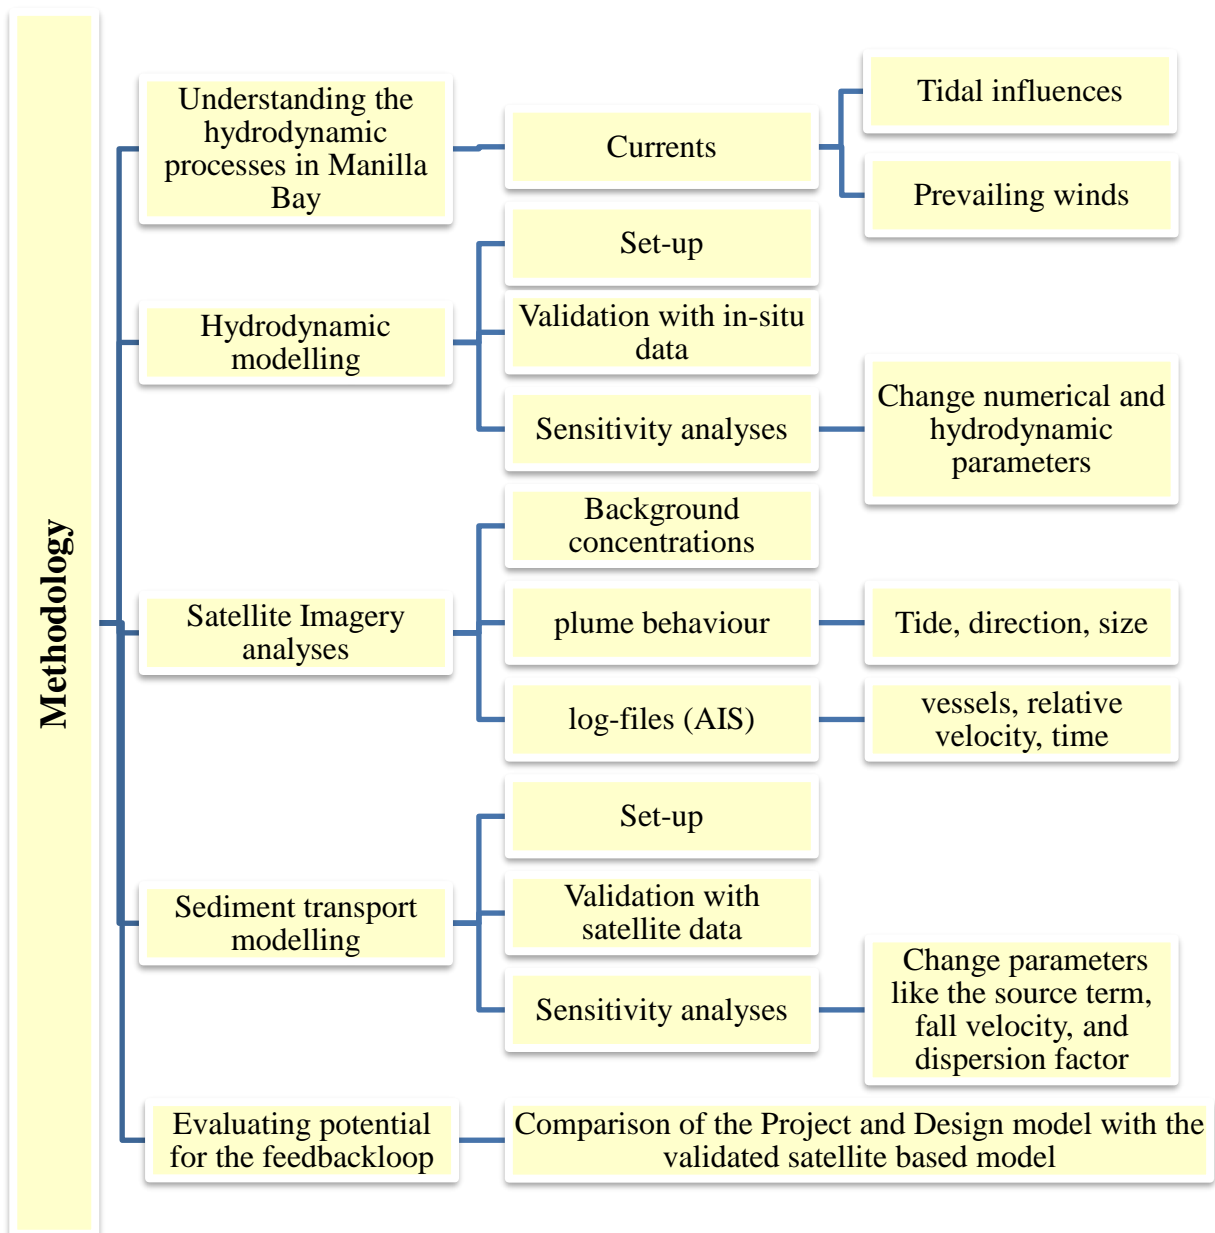 Methodology
Understanding the
hydrodynamic
processes in Manilla
Bay
Currents
Tidal influences
Prevailing winds
Hydrodynamic
modelling
Set-up
Validation with in-situ
data
Sensitivity analyses
Change numerical and
hydrodynamic
parameters
Satellite Imagery
analyses
Background
concentrations
plume behaviour
Tide, direction, size
log-files (AIS)
vessels, relative
velocity, time
Sediment transport
modelling
Set-up
Validation with
satellite data
Sensitivity analyses
Change parameters
like the source term,
fall velocity, and
dispersion factor
Evaluating potential
for the feedbackloop
Comparison of the Project and Design model with the
validated satellite based model